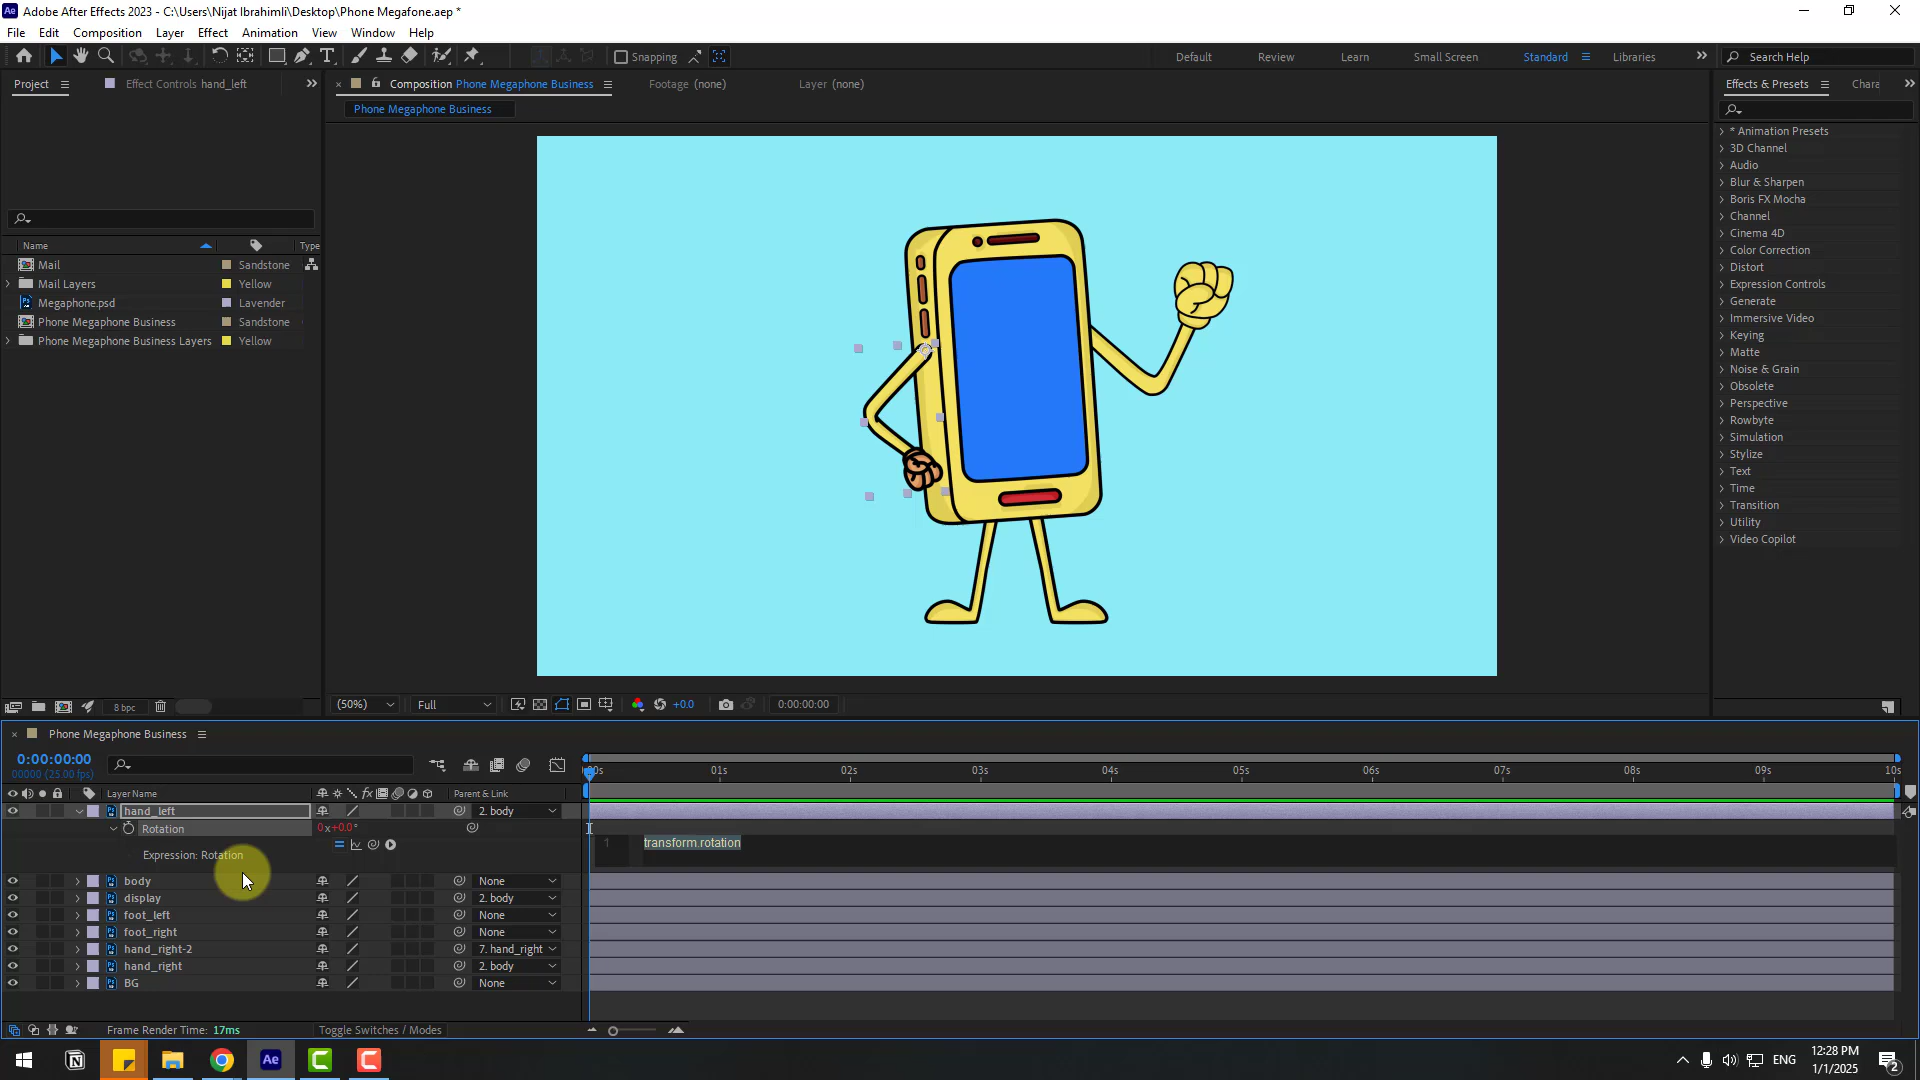 Ae Adobe After Effects 2023 - C:\Users\Nijat Ibrahimli\Desktop\Phone Megafone.aep *
File Edit Composition Layer Effect Animation View Window Help
Snapping
Default Review Learn Small Screen Standard Libraries
Search Help
Project
Effect Controls hand_left
Composition Phone Megaphone Business
Footage (none)
Layer (none)
Effects & Presets
Chara
Phone Megaphone Business
Name Type
Mail Sandstone
Mail Layers Yellow
Megaphone.psd Lavender
Phone Megaphone Business Sandstone
Phone Megaphone Business Layers Yellow
* Animation Presets
3D Channel
Audio
Blur & Sharpen
Boris FX Mocha
Channel
Cinema 4D
Color Correction
Distort
Expression Controls
Generate
Immersive Video
Keying
Matte
Noise & Grain
Obsolete
Perspective
Rowbyte
Simulation
Stylize
Text
Time
Transition
Utility
Video Copilot
8 bpc
(50%) Full +0.0 0:00:00:00
Phone Megaphone Business
0:00:00:00
00000 (25.00 fps)
00s 01s 02s 03s 04s 05s 06s 07s 08s 09s 10s
Layer Name fx Parent & Link
hand_left 2. body
Rotation 0x+0.0°
1 transform.rotation
Expression: Rotation
body None
display 2. body
foot_left None
foot_right None
hand_right-2 7. hand_right
hand_right 2. body
BG None
Frame Render Time: 17ms Toggle Switches / Modes
Ae
ENG
12:28 PM
1/1/2025
2